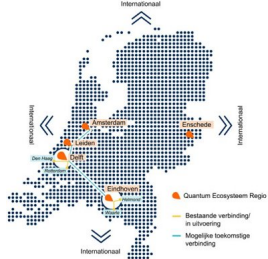 Internationaal
Amsterdam
Enschede
Internationaal
Internationaal
Leiden
Den Haag
Delft
Rotterdam
Eindhoven
Helmond
Quantum Ecosysteem Regio
Bestaande verbinding/
in uitvoering
Mogelijke toekomstige
verbinding
Internationaal